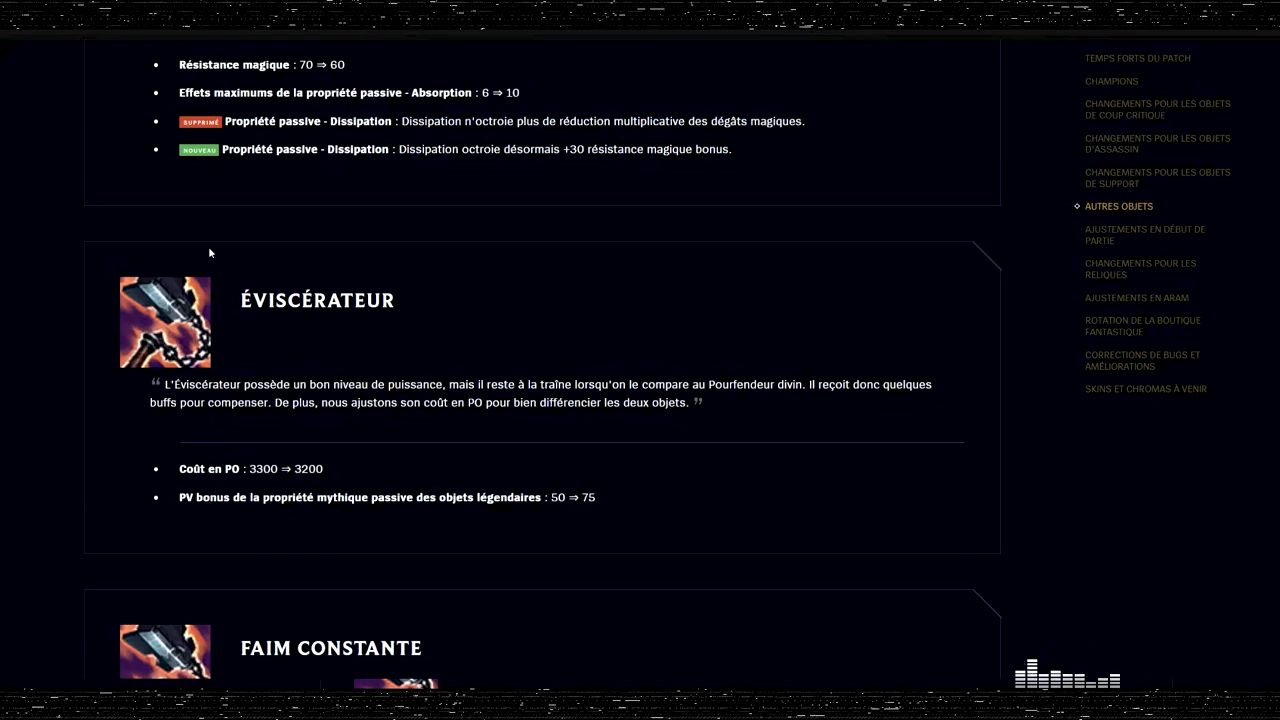 Résistance magique : 70 ⇒ 60
Effets maximums de la propriété passive - Absorption : 6 ⇒ 10
SUPPRIMÉ Propriété passive - Dissipation : Dissipation n'octroie plus de réduction multiplicative des dégâts magiques.
NOUVEAU Propriété passive - Dissipation : Dissipation octroie désormais +30 résistance magique bonus.
ÉVISCÉRATEUR
“ L'Éviscérateur possède un bon niveau de puissance, mais il reste à la traîne lorsqu'on le compare au Pourfendeur divin. Il reçoit donc quelques
buffs pour compenser. De plus, nous ajustons son coût en PO pour bien différencier les deux objets. ”
Coût en PO : 3300 ⇒ 3200
PV bonus de la propriété mythique passive des objets légendaires : 50 ⇒ 75
FAIM CONSTANTE
TEMPS FORTS DU PATCH
CHAMPIONS
CHANGEMENTS POUR LES OBJETS
DE COUP CRITIQUE
CHANGEMENTS POUR LES OBJETS
D'ASSASSIN
CHANGEMENTS POUR LES OBJETS
DE SUPPORT
AUTRES OBJETS
AJUSTEMENTS EN DÉBUT DE
PARTIE
CHANGEMENTS POUR LES
RELIQUES
AJUSTEMENTS EN ARAM
ROTATION DE LA BOUTIQUE
FANTASTIQUE
CORRECTIONS DE BUGS ET
AMÉLIORATIONS
SKINS ET CHROMAS À VENIR